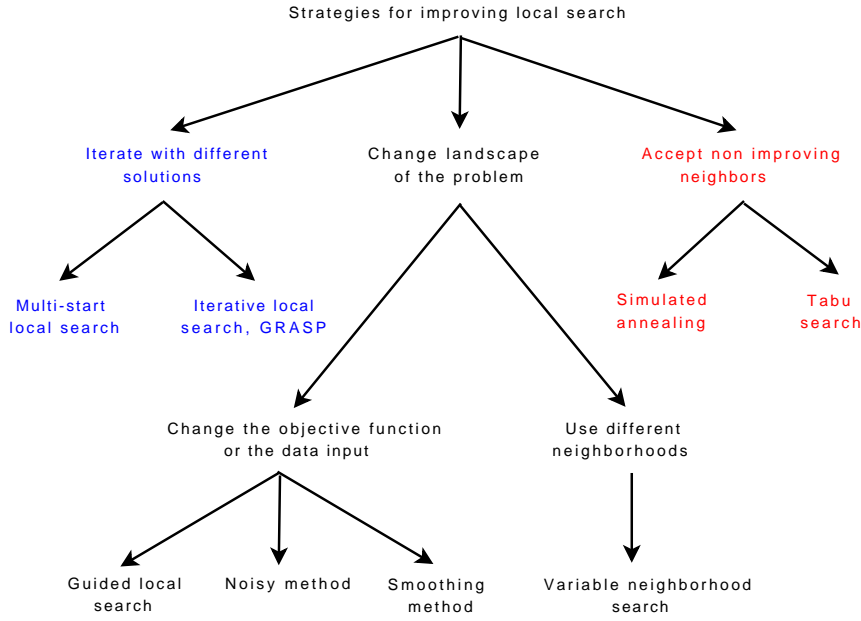 Strategies for improving local search
Iterate with different
solutions
Change landscape
of the problem
Accept non improving
neighbors
Multi-start
local search
Iterative local
search, GRASP
Simulated
annealing
Tabu
search
Change the objective function
or the data input
Use different
neighborhoods
Guided local
search
Noisy method
Smoothing
method
Variable neighborhood
search